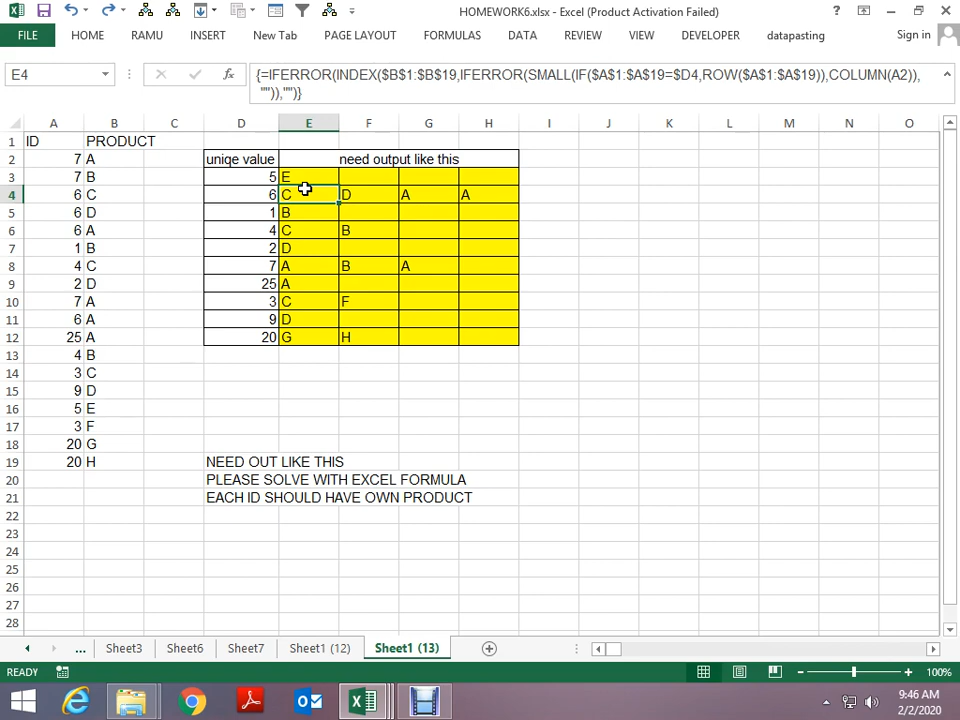 HOMEWORK6.xlsx - Excel (Product Activation Failed)
FILE HOME RAMU INSERT New Tab PAGE LAYOUT FORMULAS DATA REVIEW VIEW DEVELOPER datapasting Sign in
E4 fx {=IFERROR(INDEX($B$1:$B$19,IFERROR(SMALL(IF($A$1:$A$19=$D4,ROW($A$1:$A$19)),COLUMN(A2)),
"")),"")}
A B C D E F G H I J K L M N O
1 ID PRODUCT
2 7 A uniqe value need output like this
3 7 B 5 E
4 6 C 6 C D A A
5 6 D 1 B
6 6 A 4 C B
7 1 B 2 D
8 4 C 7 A B A
9 2 D 25 A
10 7 A 3 C F
11 6 A 9 D
12 25 A 20 G H
13 4 B
14 3 C
15 9 D
16 5 E
17 3 F
18 20 G
19 20 H NEED OUT LIKE THIS
20 PLEASE SOLVE WITH EXCEL FORMULA
21 EACH ID SHOULD HAVE OWN PRODUCT
22
23
24
25
26
27
28
... Sheet3 Sheet6 Sheet7 Sheet1 (12) Sheet1 (13)
READY 100%
9:46 AM
2/2/2020